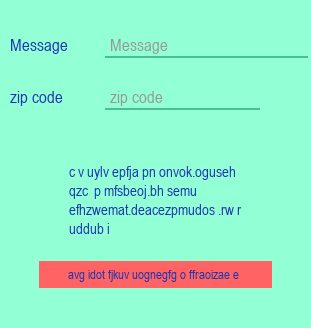 Message Message
zip code zip code
c v uylv epfja pn onvok.oguseh
qzc p mfsbeoj.bh semu
efhzwemat.deacezpmudos .rw r
uddub i
avg idot fjkuv uognegfg o ffraoizae e